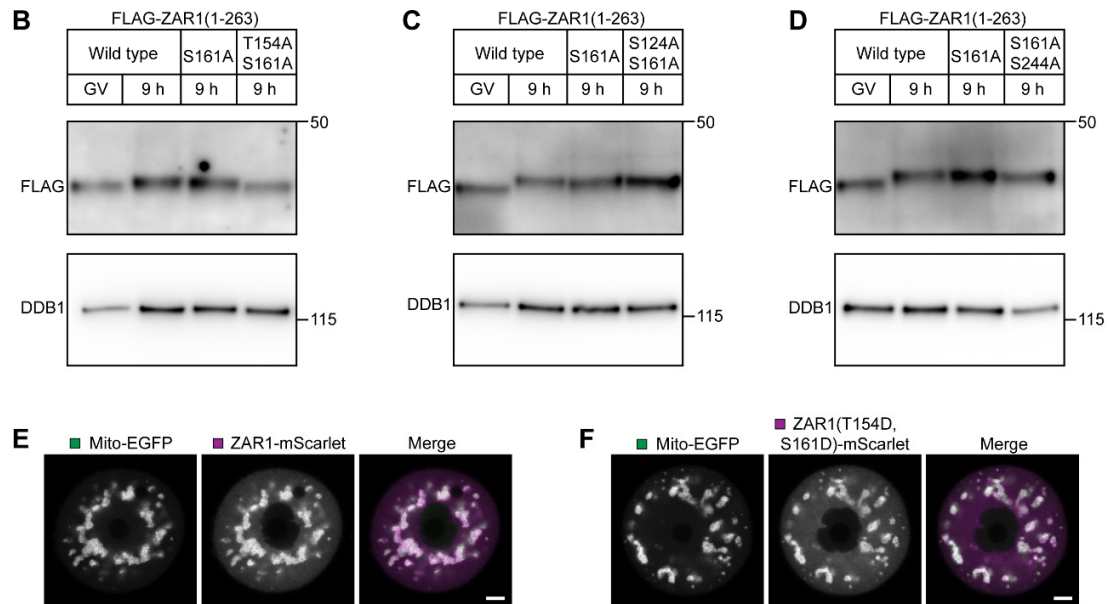 B
FLAG-ZAR1(1-263)
Wild type
S161A
T154A
S161A
GV
9 h
9 h
9 h
50
FLAG
DDB1
115
C
FLAG-ZAR1(1-263)
Wild type
S161A
S124A
S161A
GV
9 h
9 h
9 h
50
FLAG
DDB1
115
D
FLAG-ZAR1(1-263)
Wild type
S161A
S161A
S244A
GV
9 h
9 h
9 h
50
FLAG
DDB1
115
E
Mito-EGFP
ZAR1-mScarlet
Merge
F
Mito-EGFP
ZAR1(T154D,
S161D)-mScarlet
Merge